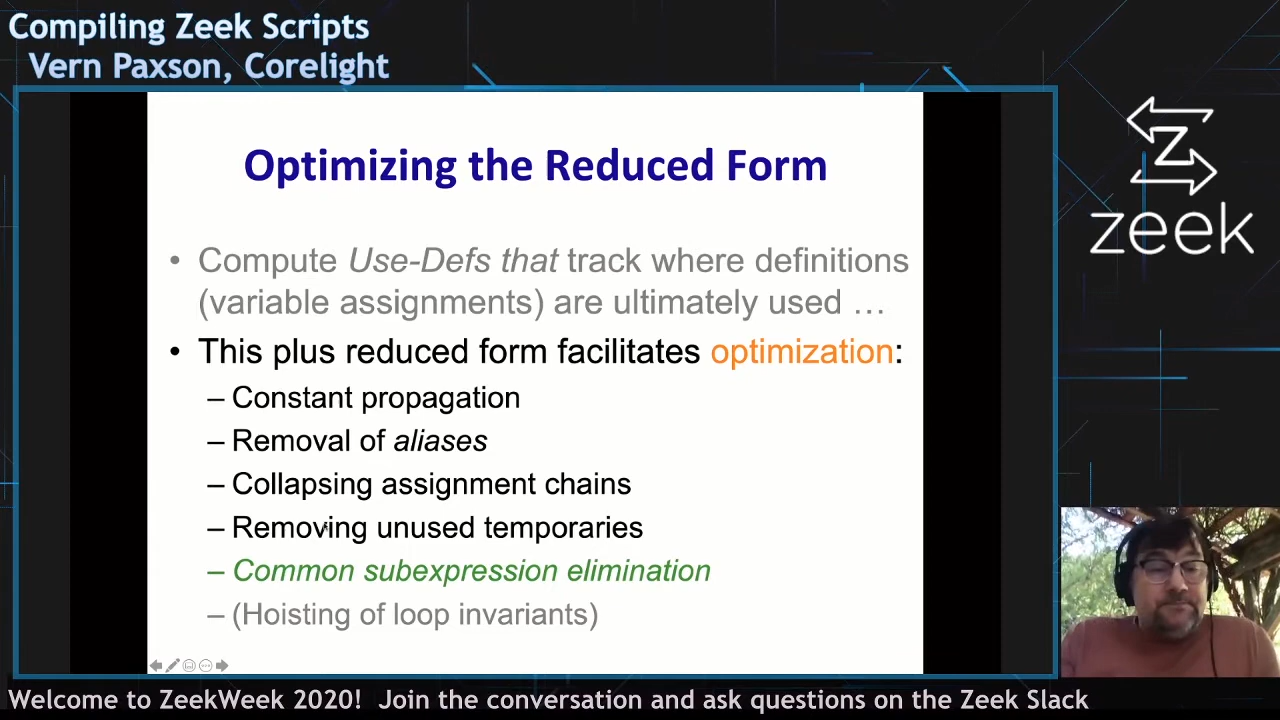 Compiling Zeek Scripts
Vern Paxson, Corelight
Optimizing the Reduced Form
• Compute Use-Defs that track where definitions
(variable assignments) are ultimately used …
• This plus reduced form facilitates optimization:
– Constant propagation
– Removal of aliases
– Collapsing assignment chains
– Removing unused temporaries
– Common subexpression elimination
– (Hoisting of loop invariants)
Z
zeek
Welcome to ZeekWeek 2020! Join the conversation and ask questions on the Zeek Slack